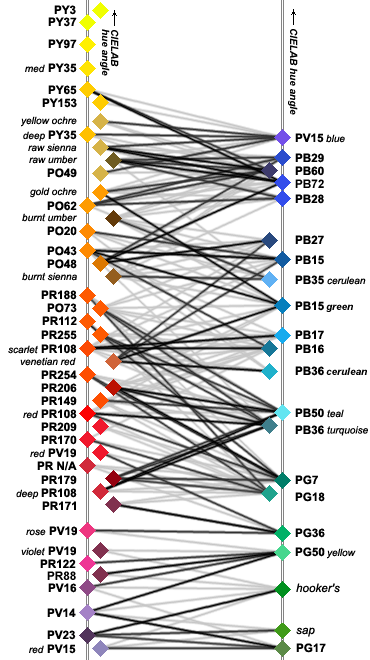 PY3
PY37
CIELAB
hue angle
CIELAB hue angle
PY97
med PY35
PY65
PY153
yellow ochre
deep PY35
raw sienna
raw umber
PO49
gold ochre
PO62
burnt umber
PO20
PO43
PO48
burnt sienna
PR188
PO73
PR112
PR255
scarlet PR108
venetian red
PR254
PR206
PR149
red PR108
PR209
PR170
red PV19
PR N/A
PR179
deep PR108
PR171
rose PV19
violet PV19
PR122
PR88
PV16
PV14
PV23
red PV15
PV15 blue
PB29
PB60
PB72
PB28
PB27
PB15
PB35 cerulean
PB15 green
PB17
PB16
PB36 cerulean
PB50 teal
PB36 turquoise
PG7
PG18
PG36
PG50 yellow
hooker's
sap
PG17